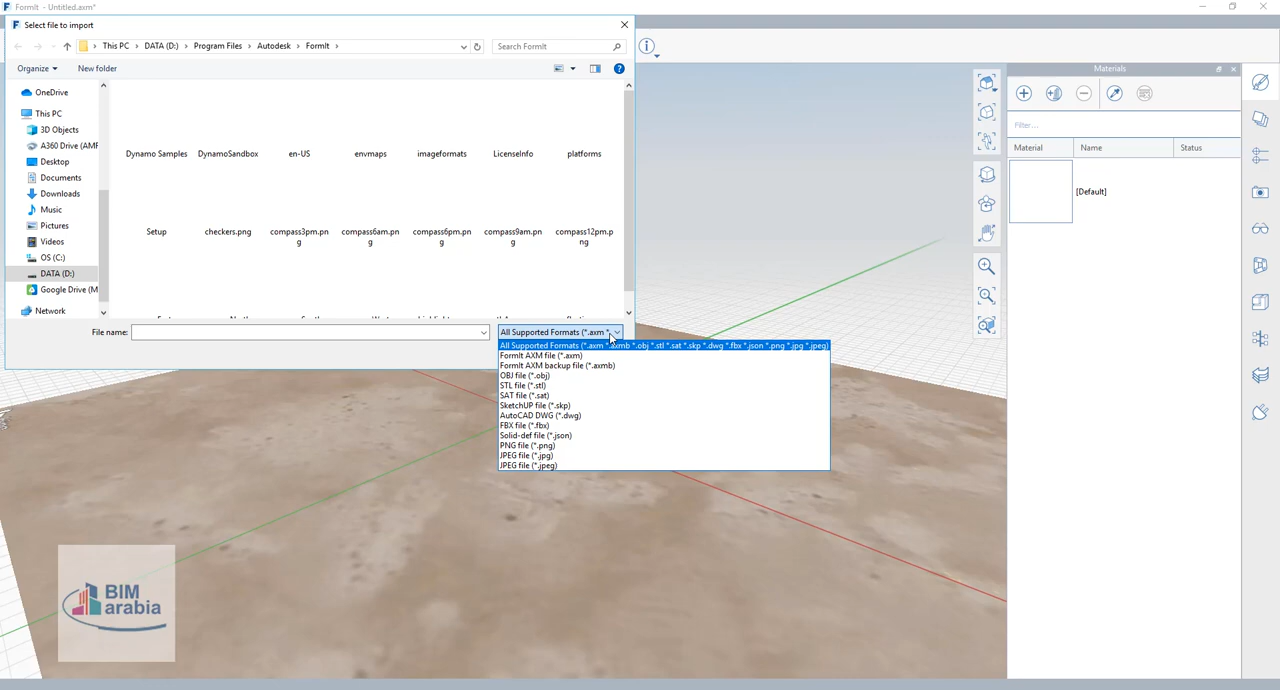 FormIt - Untitled.axm*
Select file to import
This PC > DATA (D:) > Program Files > Autodesk > FormIt >
Search FormIt
Organize
New folder
OneDrive
This PC
3D Objects
A360 Drive (AMF
Desktop
Documents
Downloads
Music
Pictures
Videos
OS (C:)
DATA (D:)
Google Drive (M
Network
Dynamo Samples
DynamoSandbox
en-US
envmaps
imageformats
LicenseInfo
platforms
Setup
checkers.png
compass3pm.pn
g
compass6am.pn
g
compass6pm.pn
g
compass9am.pn
g
compass12pm.p
ng
File name:
All Supported Formats (*.axm *.
All Supported Formats (*.axm *.axmb *.obj *.stl *.sat *.skp *.dwg *.fbx *.json *.png *.jpg *.jpeg)
FormIt AXM file (*.axm)
FormIt AXM backup file (*.axmb)
OBJ file (*.obj)
STL file (*.stl)
SAT file (*.sat)
SketchUP file (*.skp)
AutoCAD DWG (*.dwg)
FBX file (*.fbx)
Solid-def file (*.json)
PNG file (*.png)
JPEG file (*.jpg)
JPEG file (*.jpeg)
Materials
Filter...
Material
Name
Status
[Default]
BIM
arabia